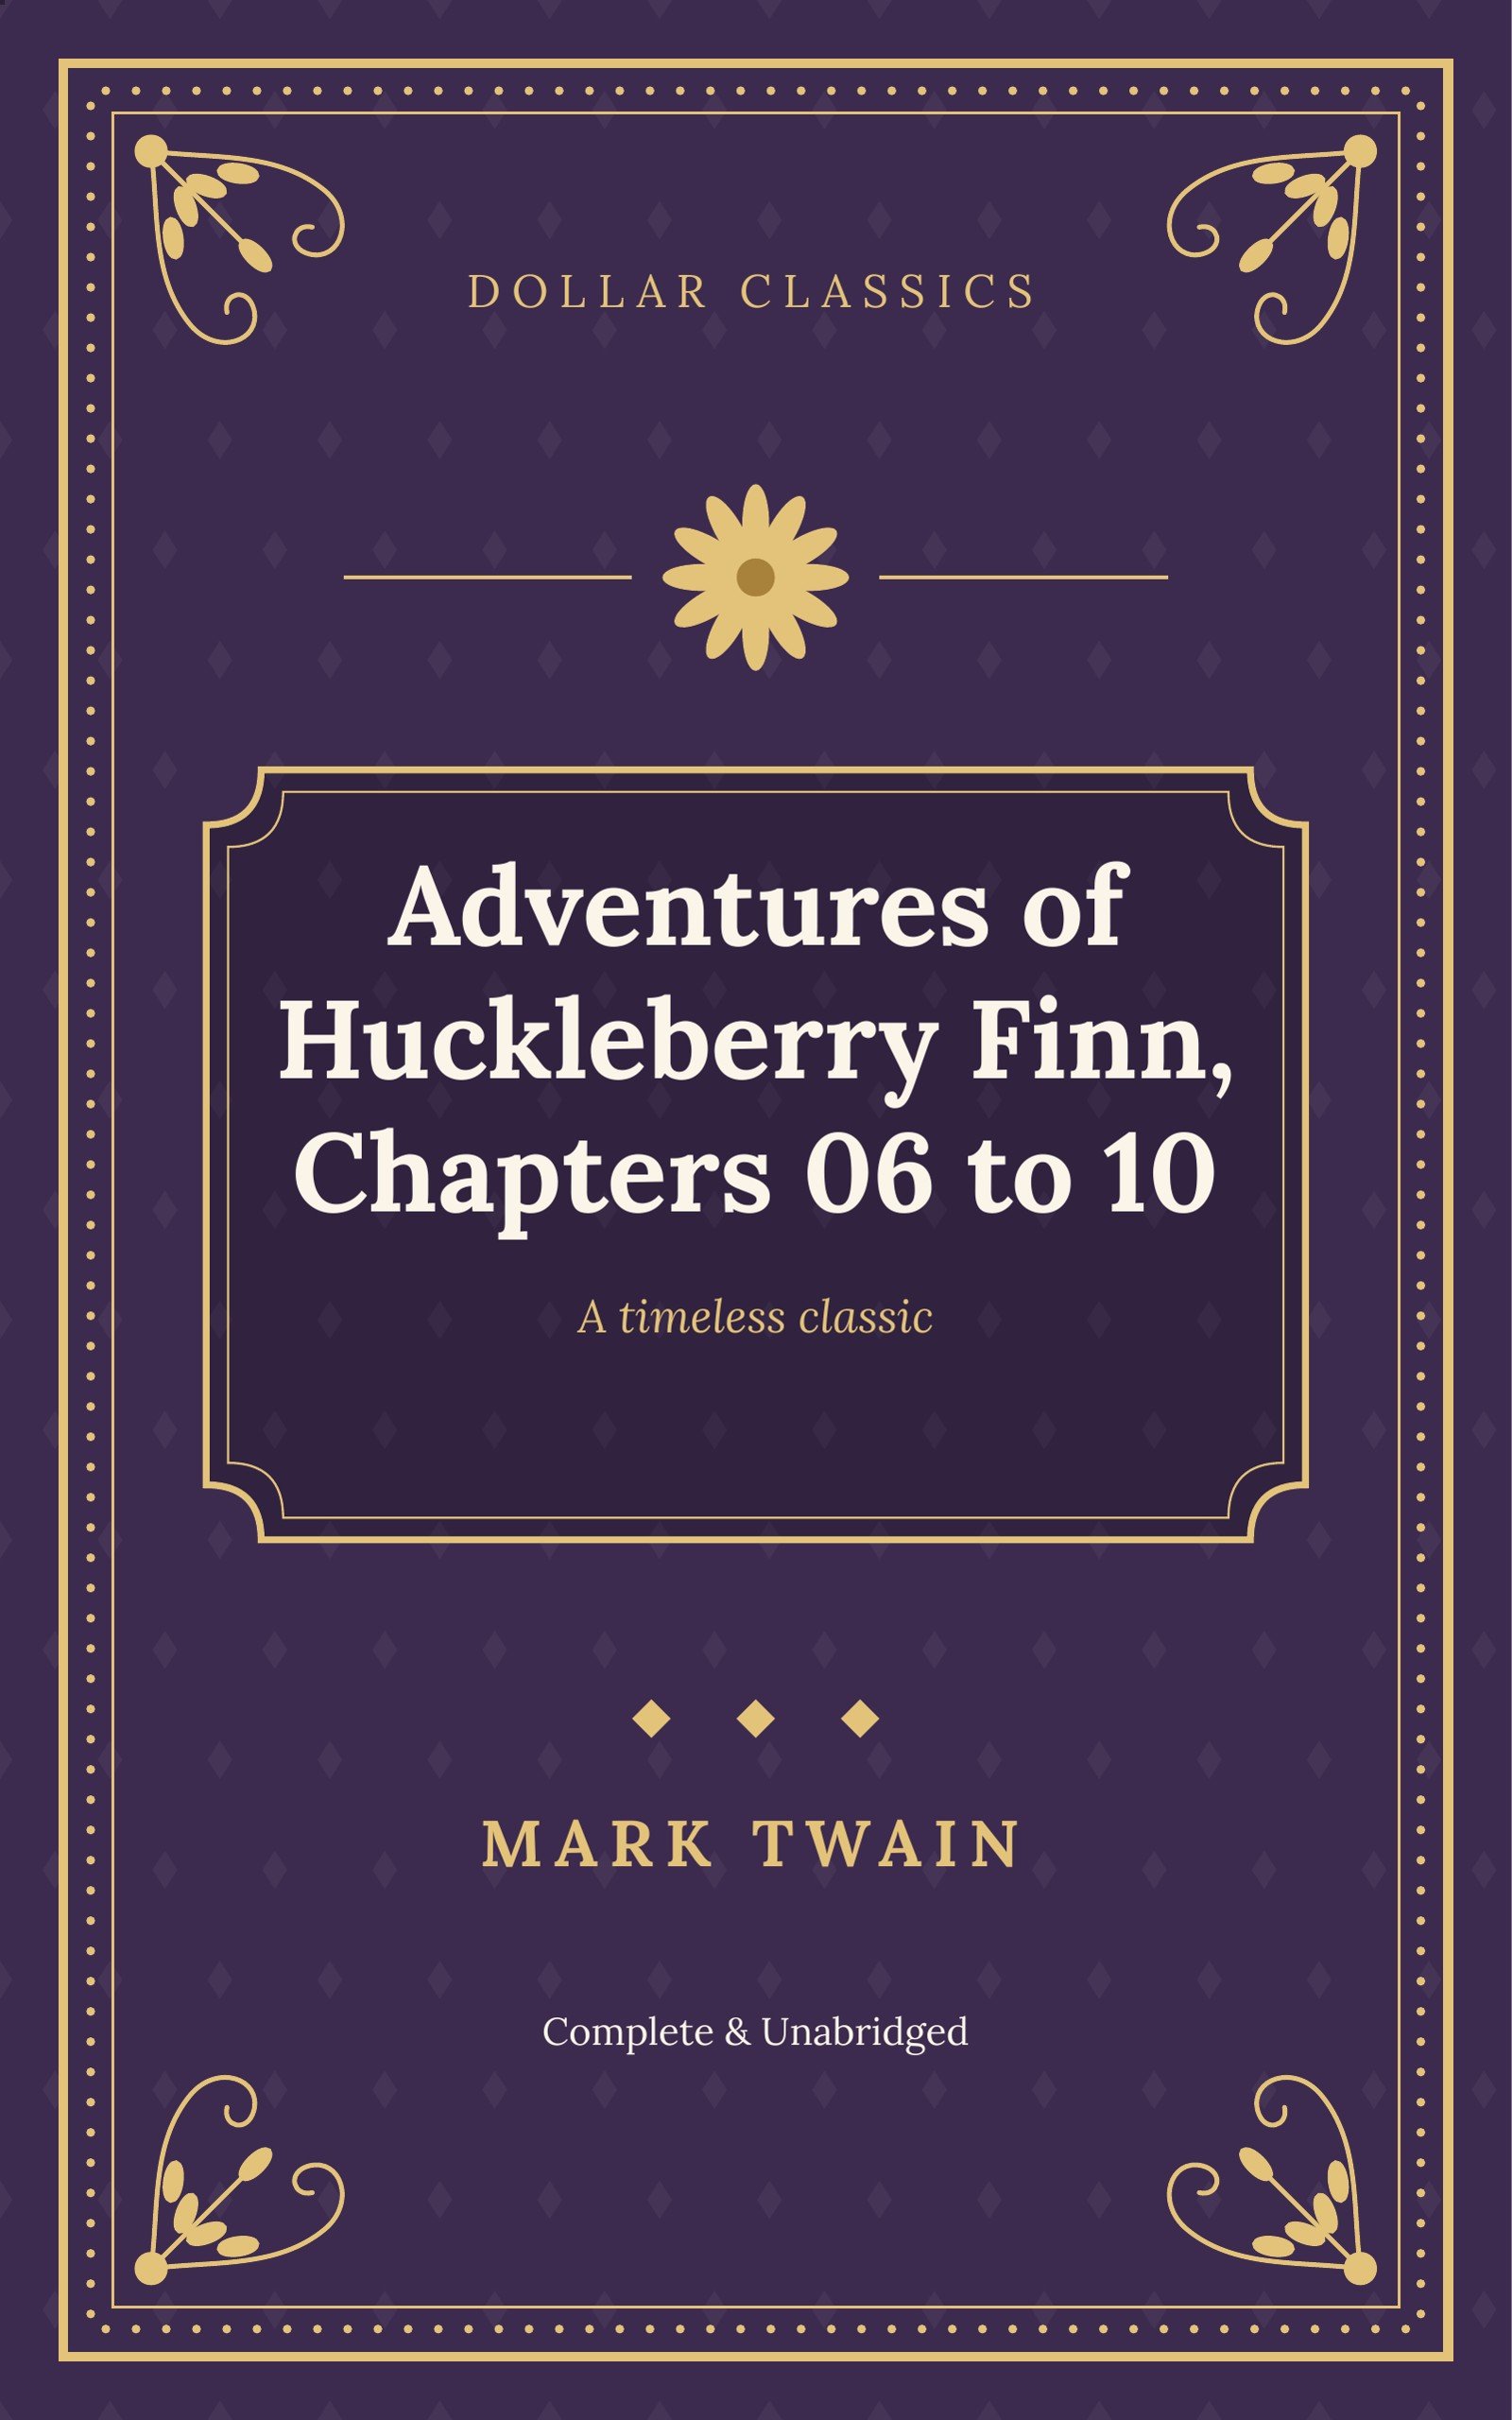 DOLLAR CLASSICS
Adventures of
Huckleberry Finn,
Chapters 06 to 10
A timeless classic
MARK TWAIN
Complete & Unabridged